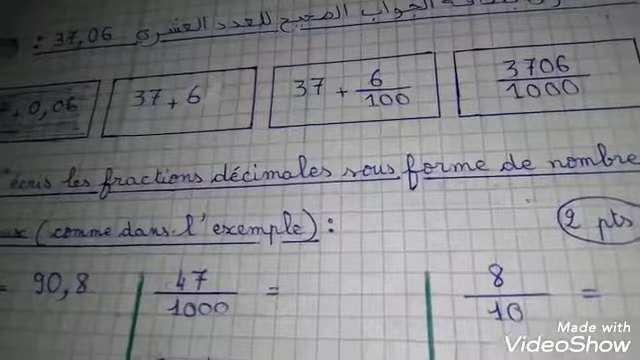 الجواب الصحيح للعدد العشري 37,06 :
+ 0,06 37 + 6 37 + 6/100 3706/1000
écris les fractions décimales sous forme de nombre
ux (comme dans l'exemple) : 2 pts
= 90,8 47/1000 = 8/10 =
Made with
VideoShow